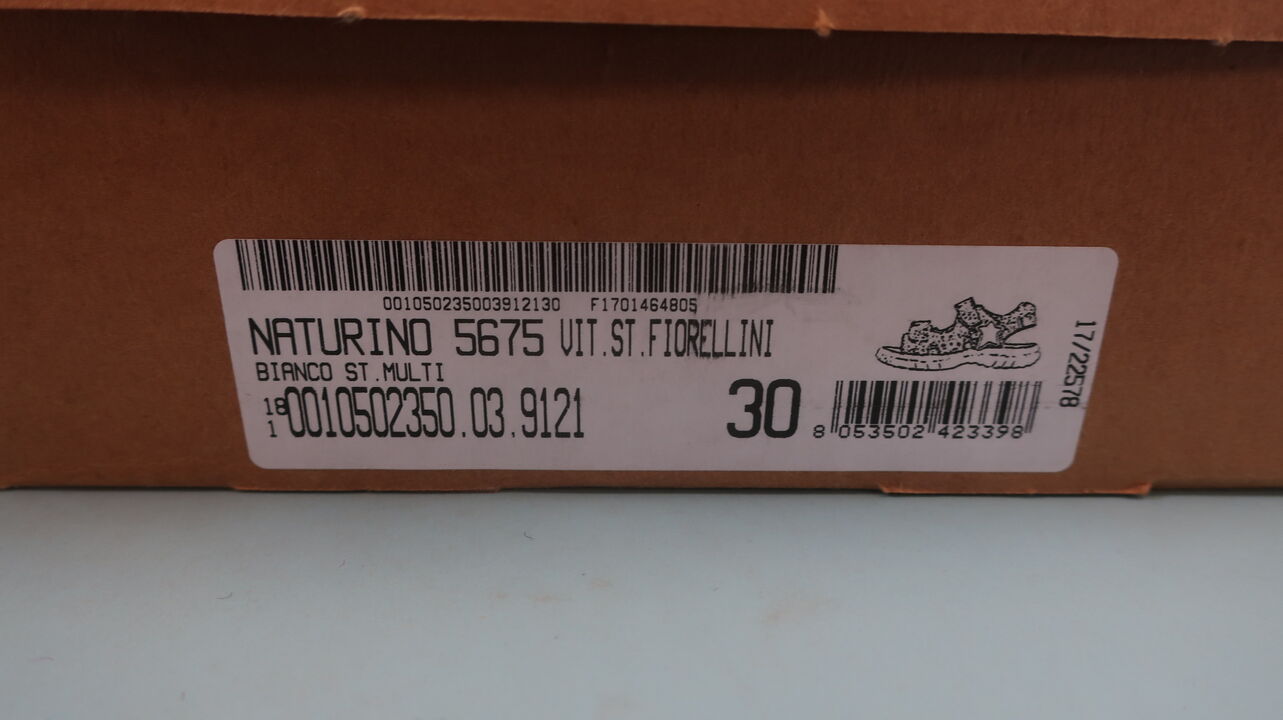 001050235003912130 F1701464805
NATURINO 5675 VIT.ST.FIORELLINI
BIANCO ST.MULTI
18
1 0010502350.03.9121
30
8 053502 423398
17/22578